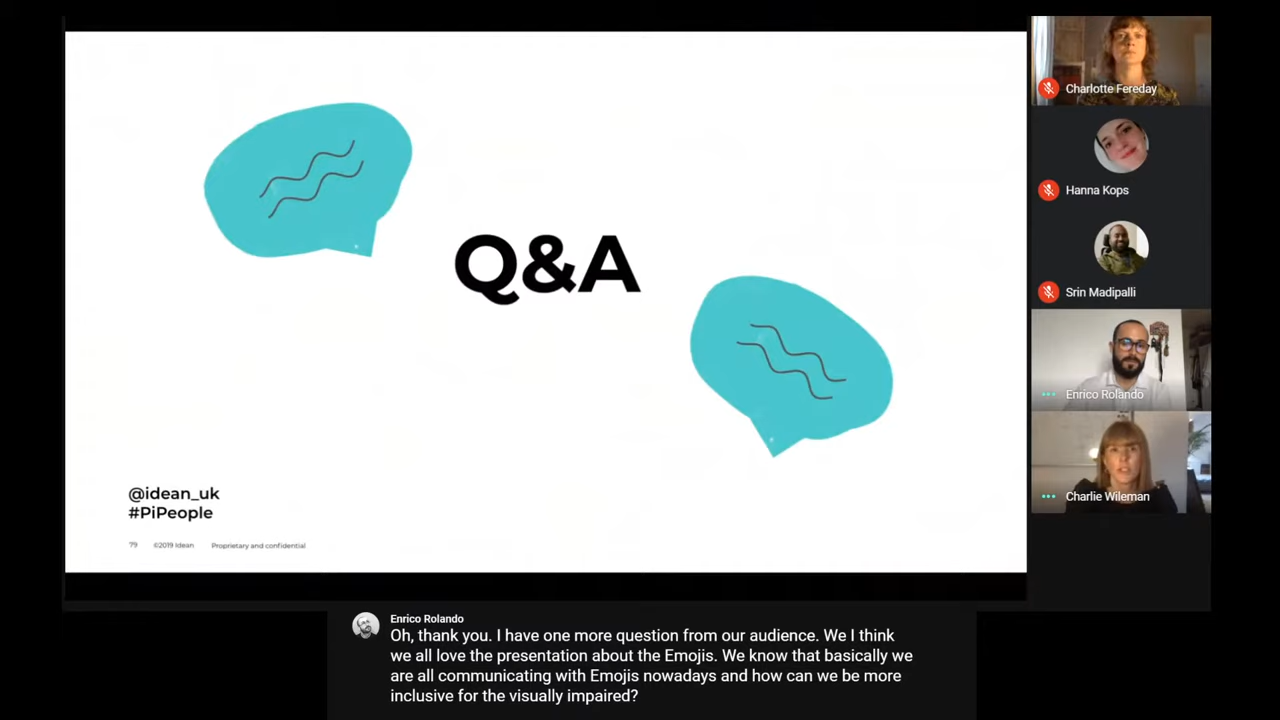 Q&A
@idean_uk
#PiPeople
79 ©2019 Idean Proprietary and confidential
Charlotte Fereday
Hanna Kops
Srin Madipalli
Enrico Rolando
Charlie Wileman
Enrico Rolando
Oh, thank you. I have one more question from our audience. We I think
we all love the presentation about the Emojis. We know that basically we
are all communicating with Emojis nowadays and how can we be more
inclusive for the visually impaired?